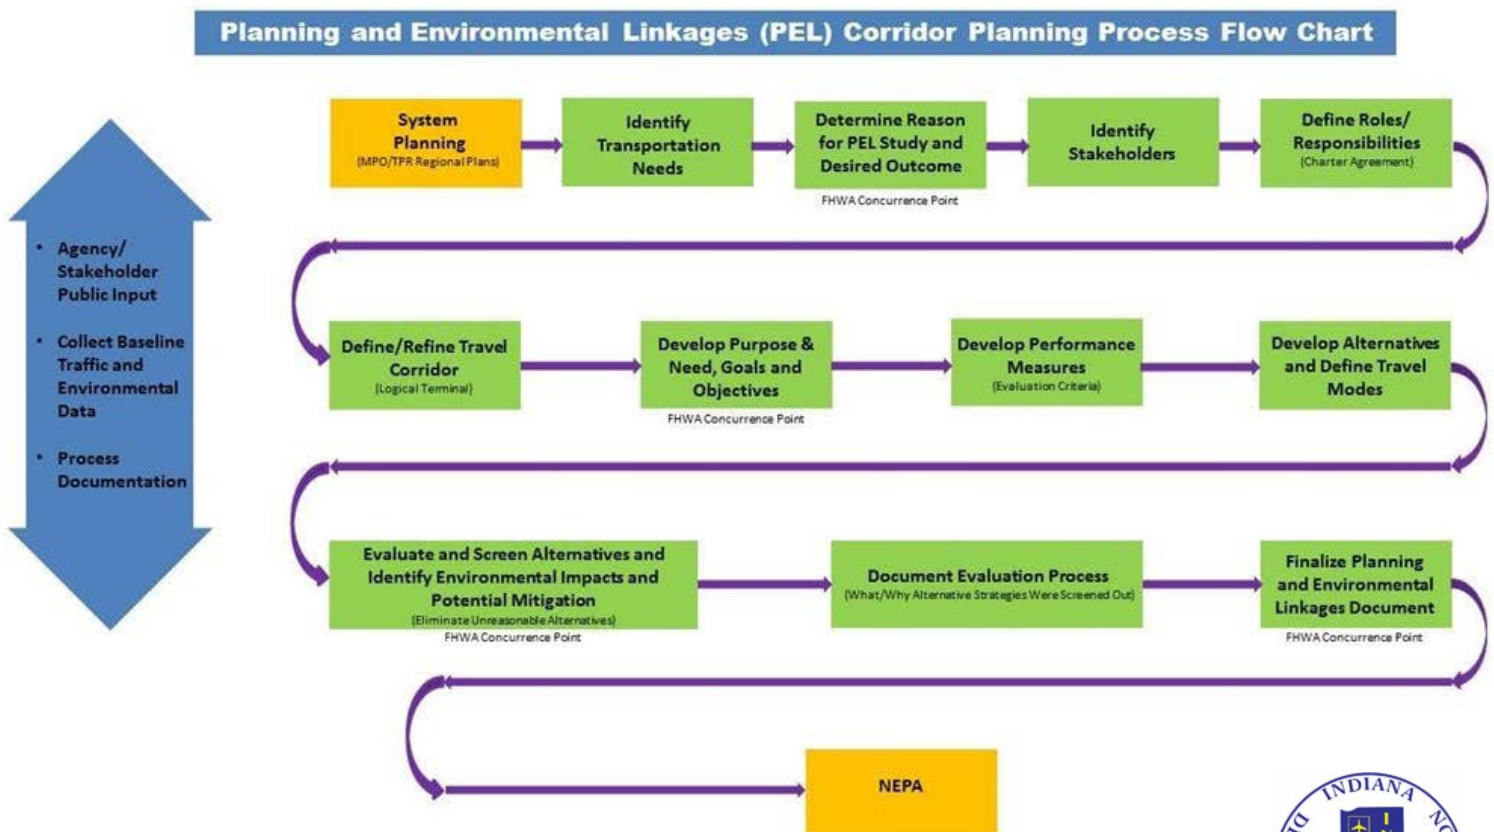 Planning and Environmental Linkages (PEL) Corridor Planning Process Flow Chart
System
Planning
(MPO/TPR Regional Plans)
Identify
Transportation
Needs
Determine Reason
for PEL Study and
Desired Outcome
FHWA Concurrence Point
Identify
Stakeholders
Define Roles/
Responsibilities
(Charter Agreement)
• Agency/
Stakeholder
Public Input
• Collect Baseline
Traffic and
Environmental
Data
• Process
Documentation
Define/Refine Travel
Corridor
(Logical Terminal)
Develop Purpose &
Need, Goals and
Objectives
FHWA Concurrence Point
Develop Performance
Measures
(Evaluation Criteria)
Develop Alternatives
and Define Travel
Modes
Evaluate and Screen Alternatives and
Identify Environmental Impacts and
Potential Mitigation
(Eliminate Unreasonable Alternatives)
FHWA Concurrence Point
Document Evaluation Process
(What/Why Alternative Strategies Were Screened Out)
Finalize Planning
and Environmental
Linkages Document
FHWA Concurrence Point
NEPA
INDIANA